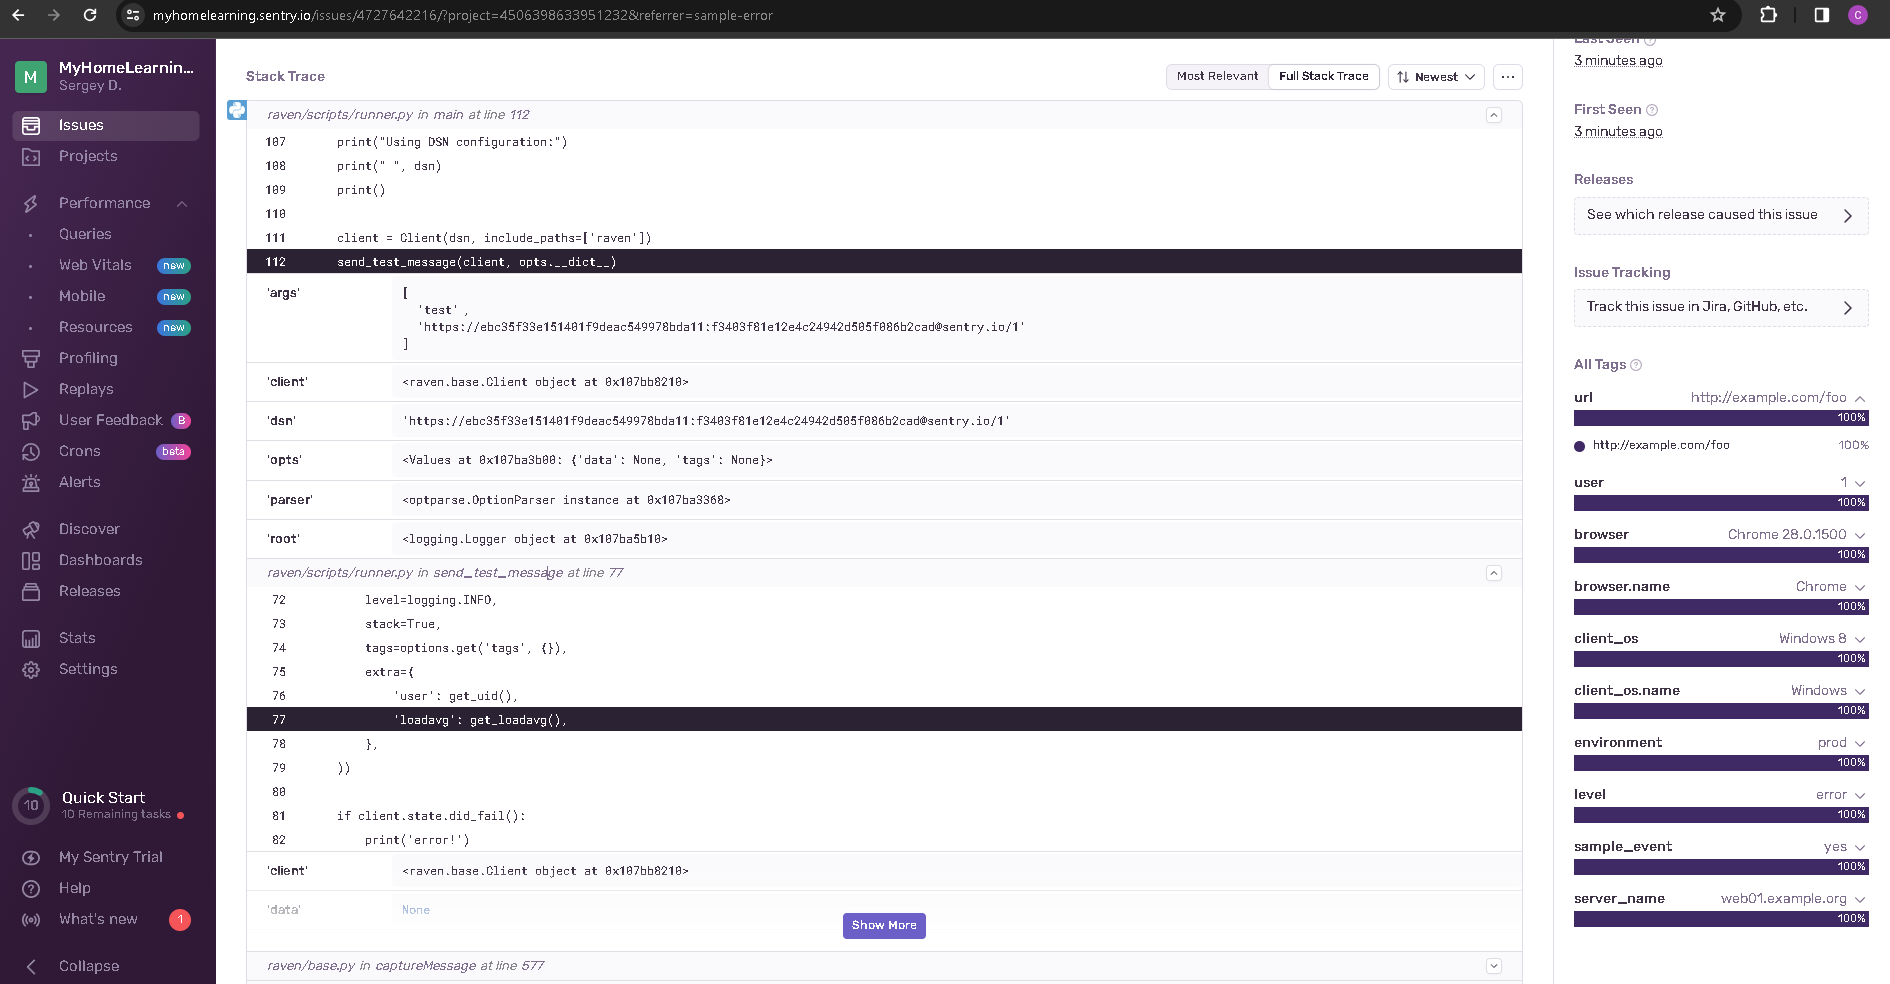 myhomelearning.sentry.io/issues/4727642216/?project=4506398633951232&referrer=sample-error
C
M
MyHomeLearnin...
Sergey D.
Issues
Projects
Performance
Queries
Web Vitals new
Mobile new
Resources new
Profiling
Replays
User Feedback B
Crons beta
Alerts
Discover
Dashboards
Releases
Stats
Settings
10
Quick Start
10 Remaining tasks
My Sentry Trial
Help
What's new 1
Collapse
Stack Trace
Most Relevant
Full Stack Trace
Newest
...
raven/scripts/runner.py in main at line 112
107 print("Using DSN configuration:")
108 print(" ", dsn)
109 print()
110
111 client = Client(dsn, include_paths=['raven'])
112 send_test_message(client, opts.__dict__)
'args' [
'test' ,
'https://ebc35f33e151401f9deac549978bda11:f3403f81e12e4c24942d505f086b2cad@sentry.io/1'
]
'client' <raven.base.Client object at 0x107bb8210>
'dsn' 'https://ebc35f33e151401f9deac549978bda11:f3403f81e12e4c24942d505f086b2cad@sentry.io/1'
'opts' <Values at 0x107ba3b00: {'data': None, 'tags': None}>
'parser' <optparse.OptionParser instance at 0x107ba3368>
'root' <logging.Logger object at 0x107ba5b10>
raven/scripts/runner.py in send_test_message at line 77
72 level=logging.INFO,
73 stack=True,
74 tags=options.get('tags', {}),
75 extra={
76 'user': get_uid(),
77 'loadavg': get_loadavg(),
78 },
79 ))
80
81 if client.state.did_fail():
82 print('error!')
'client' <raven.base.Client object at 0x107bb8210>
'data' None
Show More
raven/base.py in captureMessage at line 577
Last Seen
3 minutes ago
First Seen
3 minutes ago
Releases
See which release caused this issue
Issue Tracking
Track this issue in Jira, GitHub, etc.
All Tags
url http://example.com/foo
100%
http://example.com/foo 100%
user 1
100%
browser Chrome 28.0.1500
100%
browser.name Chrome
100%
client_os Windows 8
100%
client_os.name Windows
100%
environment prod
100%
level error
100%
sample_event yes
100%
server_name web01.example.org
100%